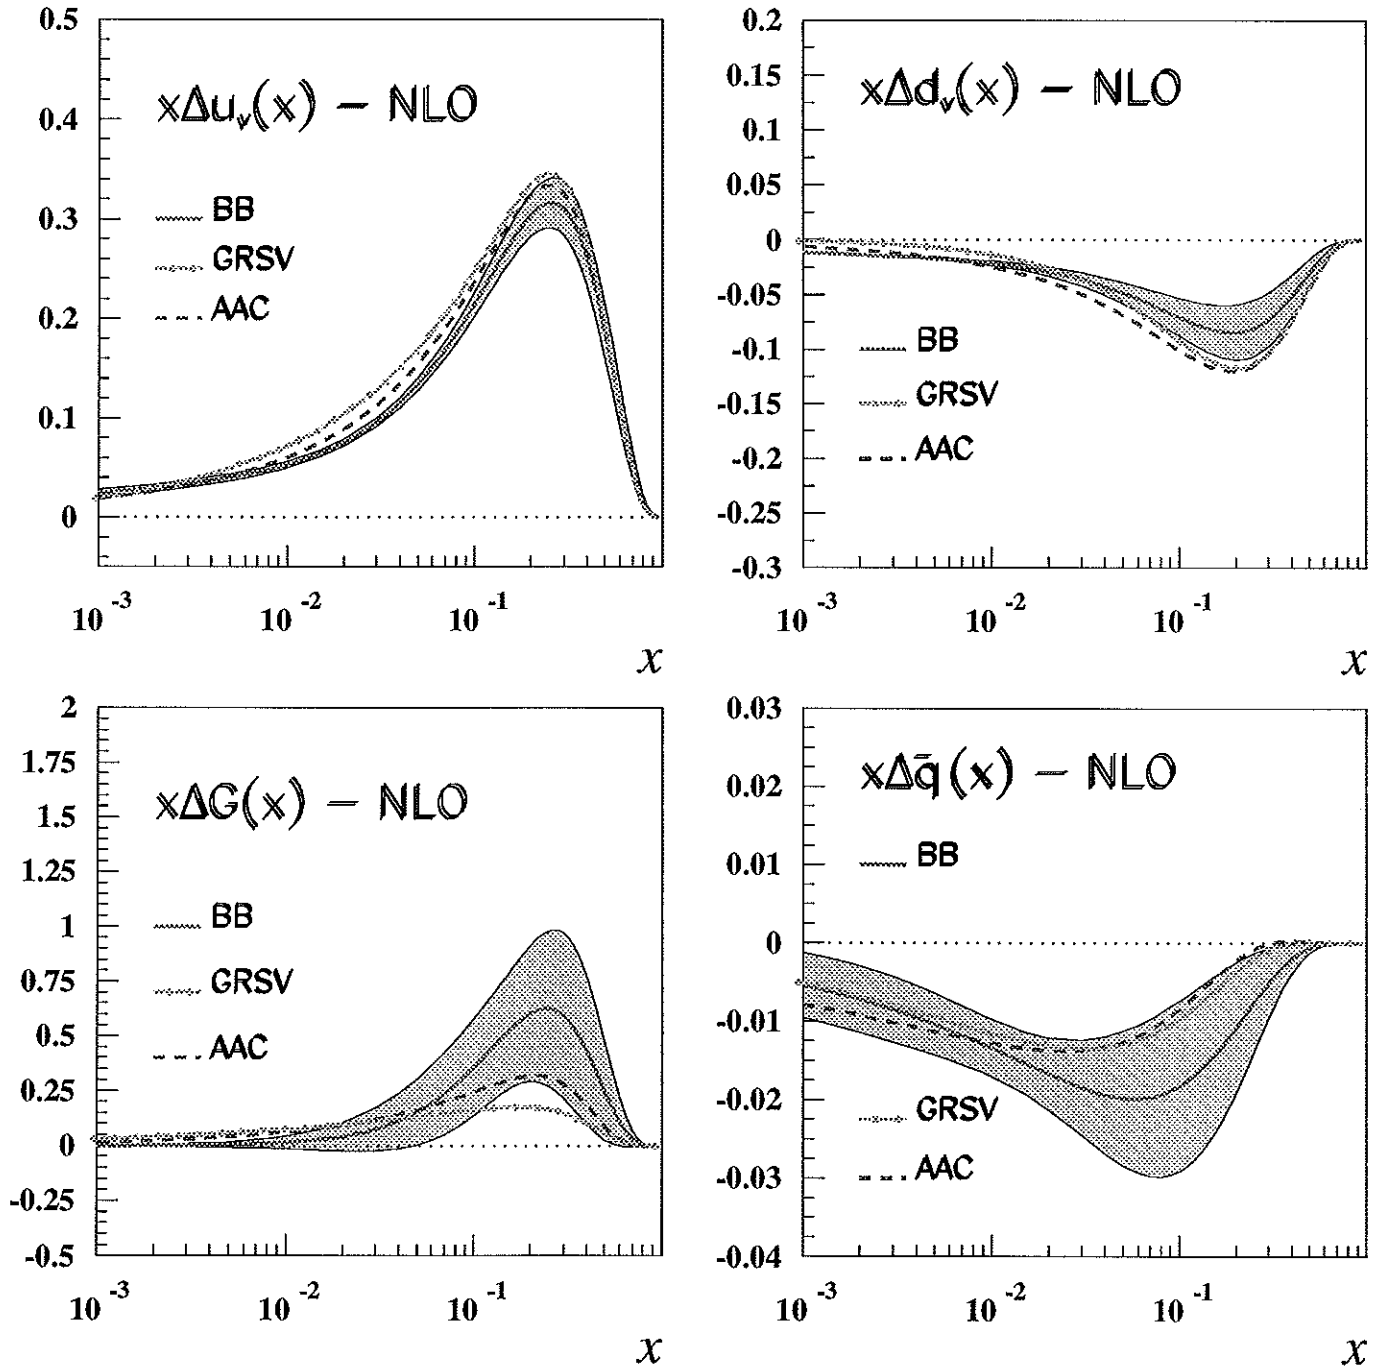 0.5
0.4
0.3
0.2
0.1
0
xΔu_v(x) – NLO
BB
GRSV
AAC
10^-3
10^-2
10^-1
x
0.2
0.15
0.1
0.05
0
-0.05
-0.1
-0.15
-0.2
-0.25
-0.3
xΔd_v(x) – NLO
BB
GRSV
AAC
10^-3
10^-2
10^-1
x
2
1.75
1.5
1.25
1
0.75
0.5
0.25
0
-0.25
-0.5
xΔG(x) – NLO
BB
GRSV
AAC
10^-3
10^-2
10^-1
x
0.03
0.02
0.01
0
-0.01
-0.02
-0.03
-0.04
xΔq̄(x) – NLO
BB
GRSV
AAC
10^-3
10^-2
10^-1
x